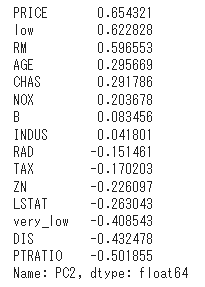 PRICE 0.654321
low 0.622828
RM 0.596553
AGE 0.295669
CHAS 0.291786
NOX 0.203678
B 0.083456
INDUS 0.041801
RAD -0.151461
TAX -0.170203
ZN -0.226097
LSTAT -0.263043
very_low -0.408543
DIS -0.432478
PTRATIO -0.501855
Name: PC2, dtype: float64